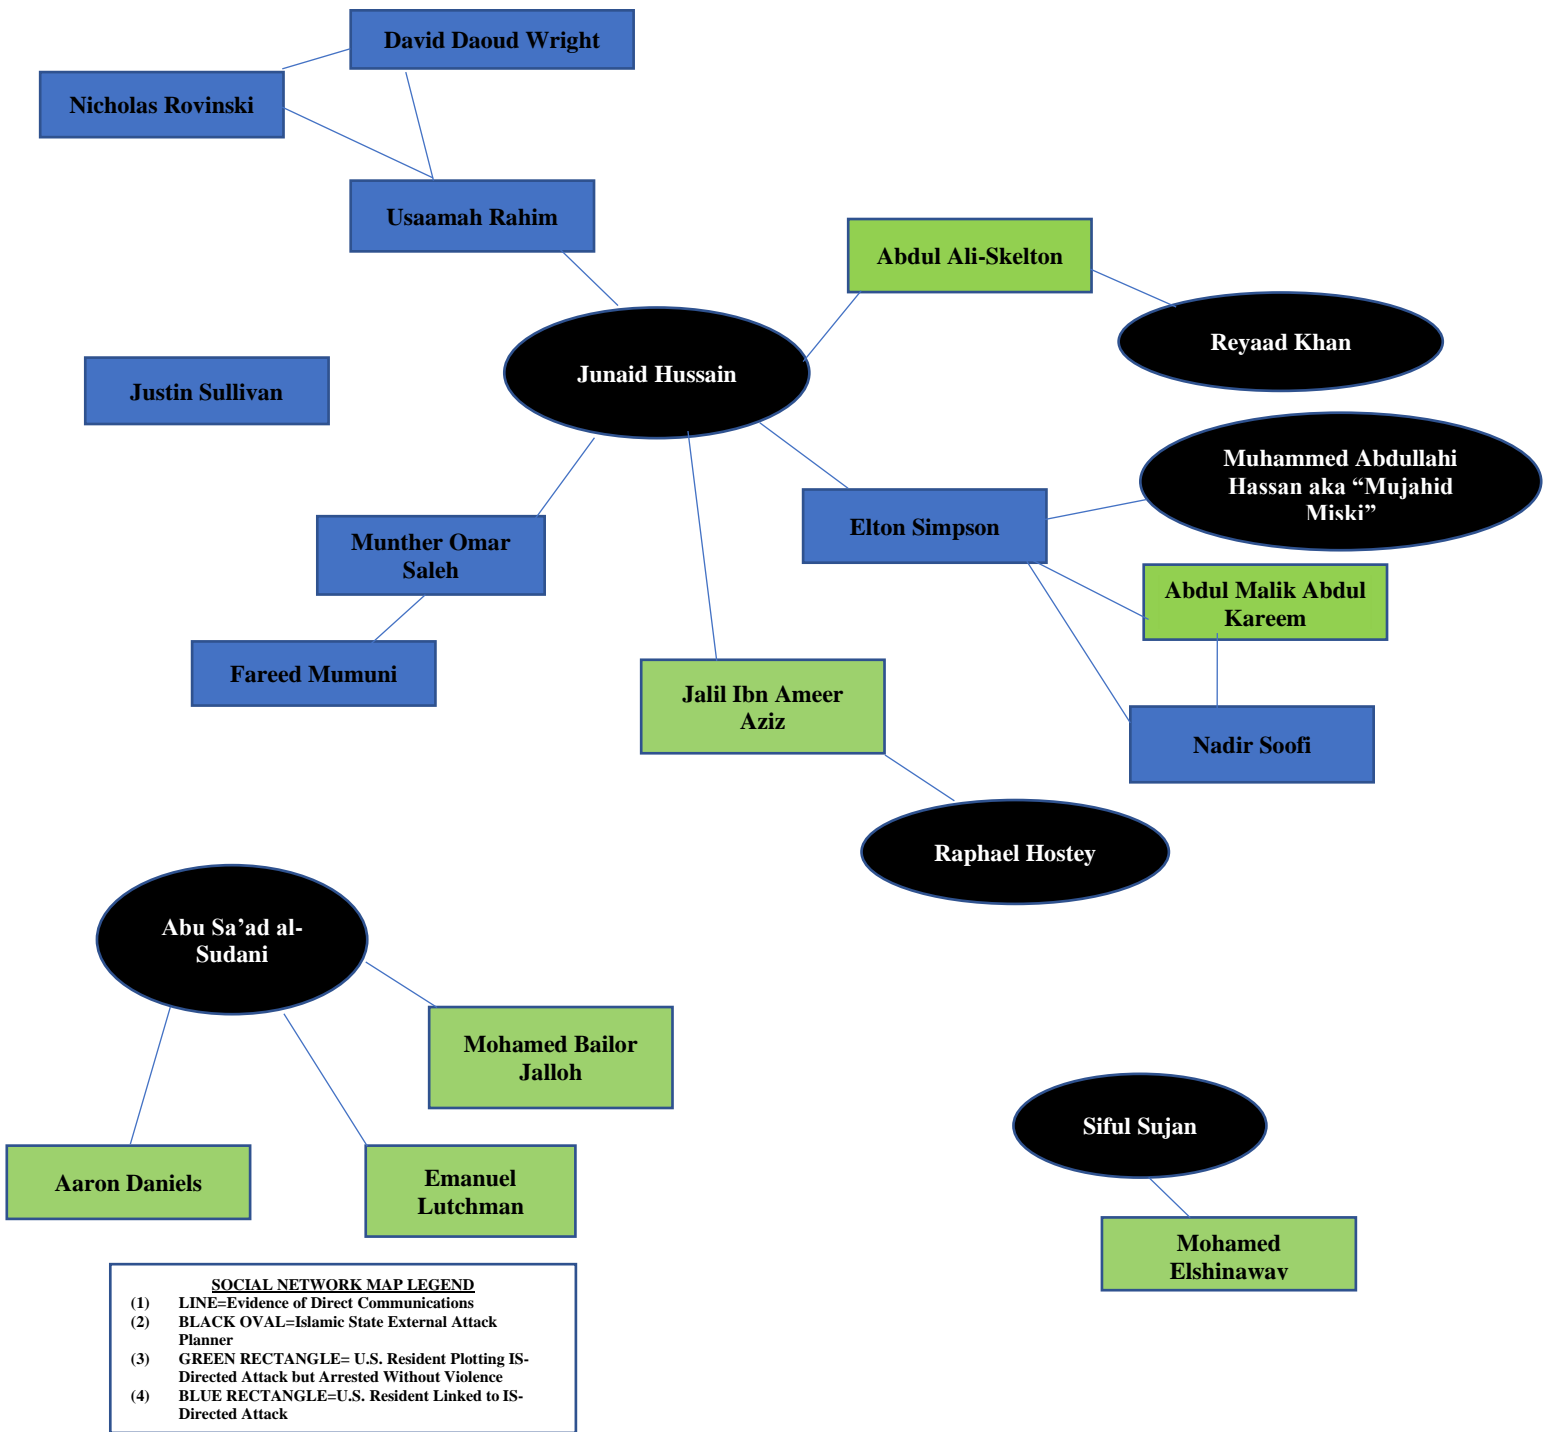 David Daoud Wright
Nicholas Rovinski
Usaamah Rahim
Abdul Ali-Skelton
Reyaad Khan
Junaid Hussain
Justin Sullivan
Muhammed Abdullahi
Hassan aka “Mujahid
Miski”
Elton Simpson
Munther Omar
Saleh
Abdul Malik Abdul
Kareem
Fareed Mumuni
Jalil Ibn Ameer
Aziz
Nadir Soofi
Raphael Hostey
Abu Sa’ad al-
Sudani
Mohamed Bailor
Jalloh
Siful Sujan
Aaron Daniels
Emanuel
Lutchman
Mohamed
Elshinaway
SOCIAL NETWORK MAP LEGEND
(1) LINE=Evidence of Direct Communications
(2) BLACK OVAL=Islamic State External Attack
Planner
(3) GREEN RECTANGLE= U.S. Resident Plotting IS-
Directed Attack but Arrested Without Violence
(4) BLUE RECTANGLE=U.S. Resident Linked to IS-
Directed Attack